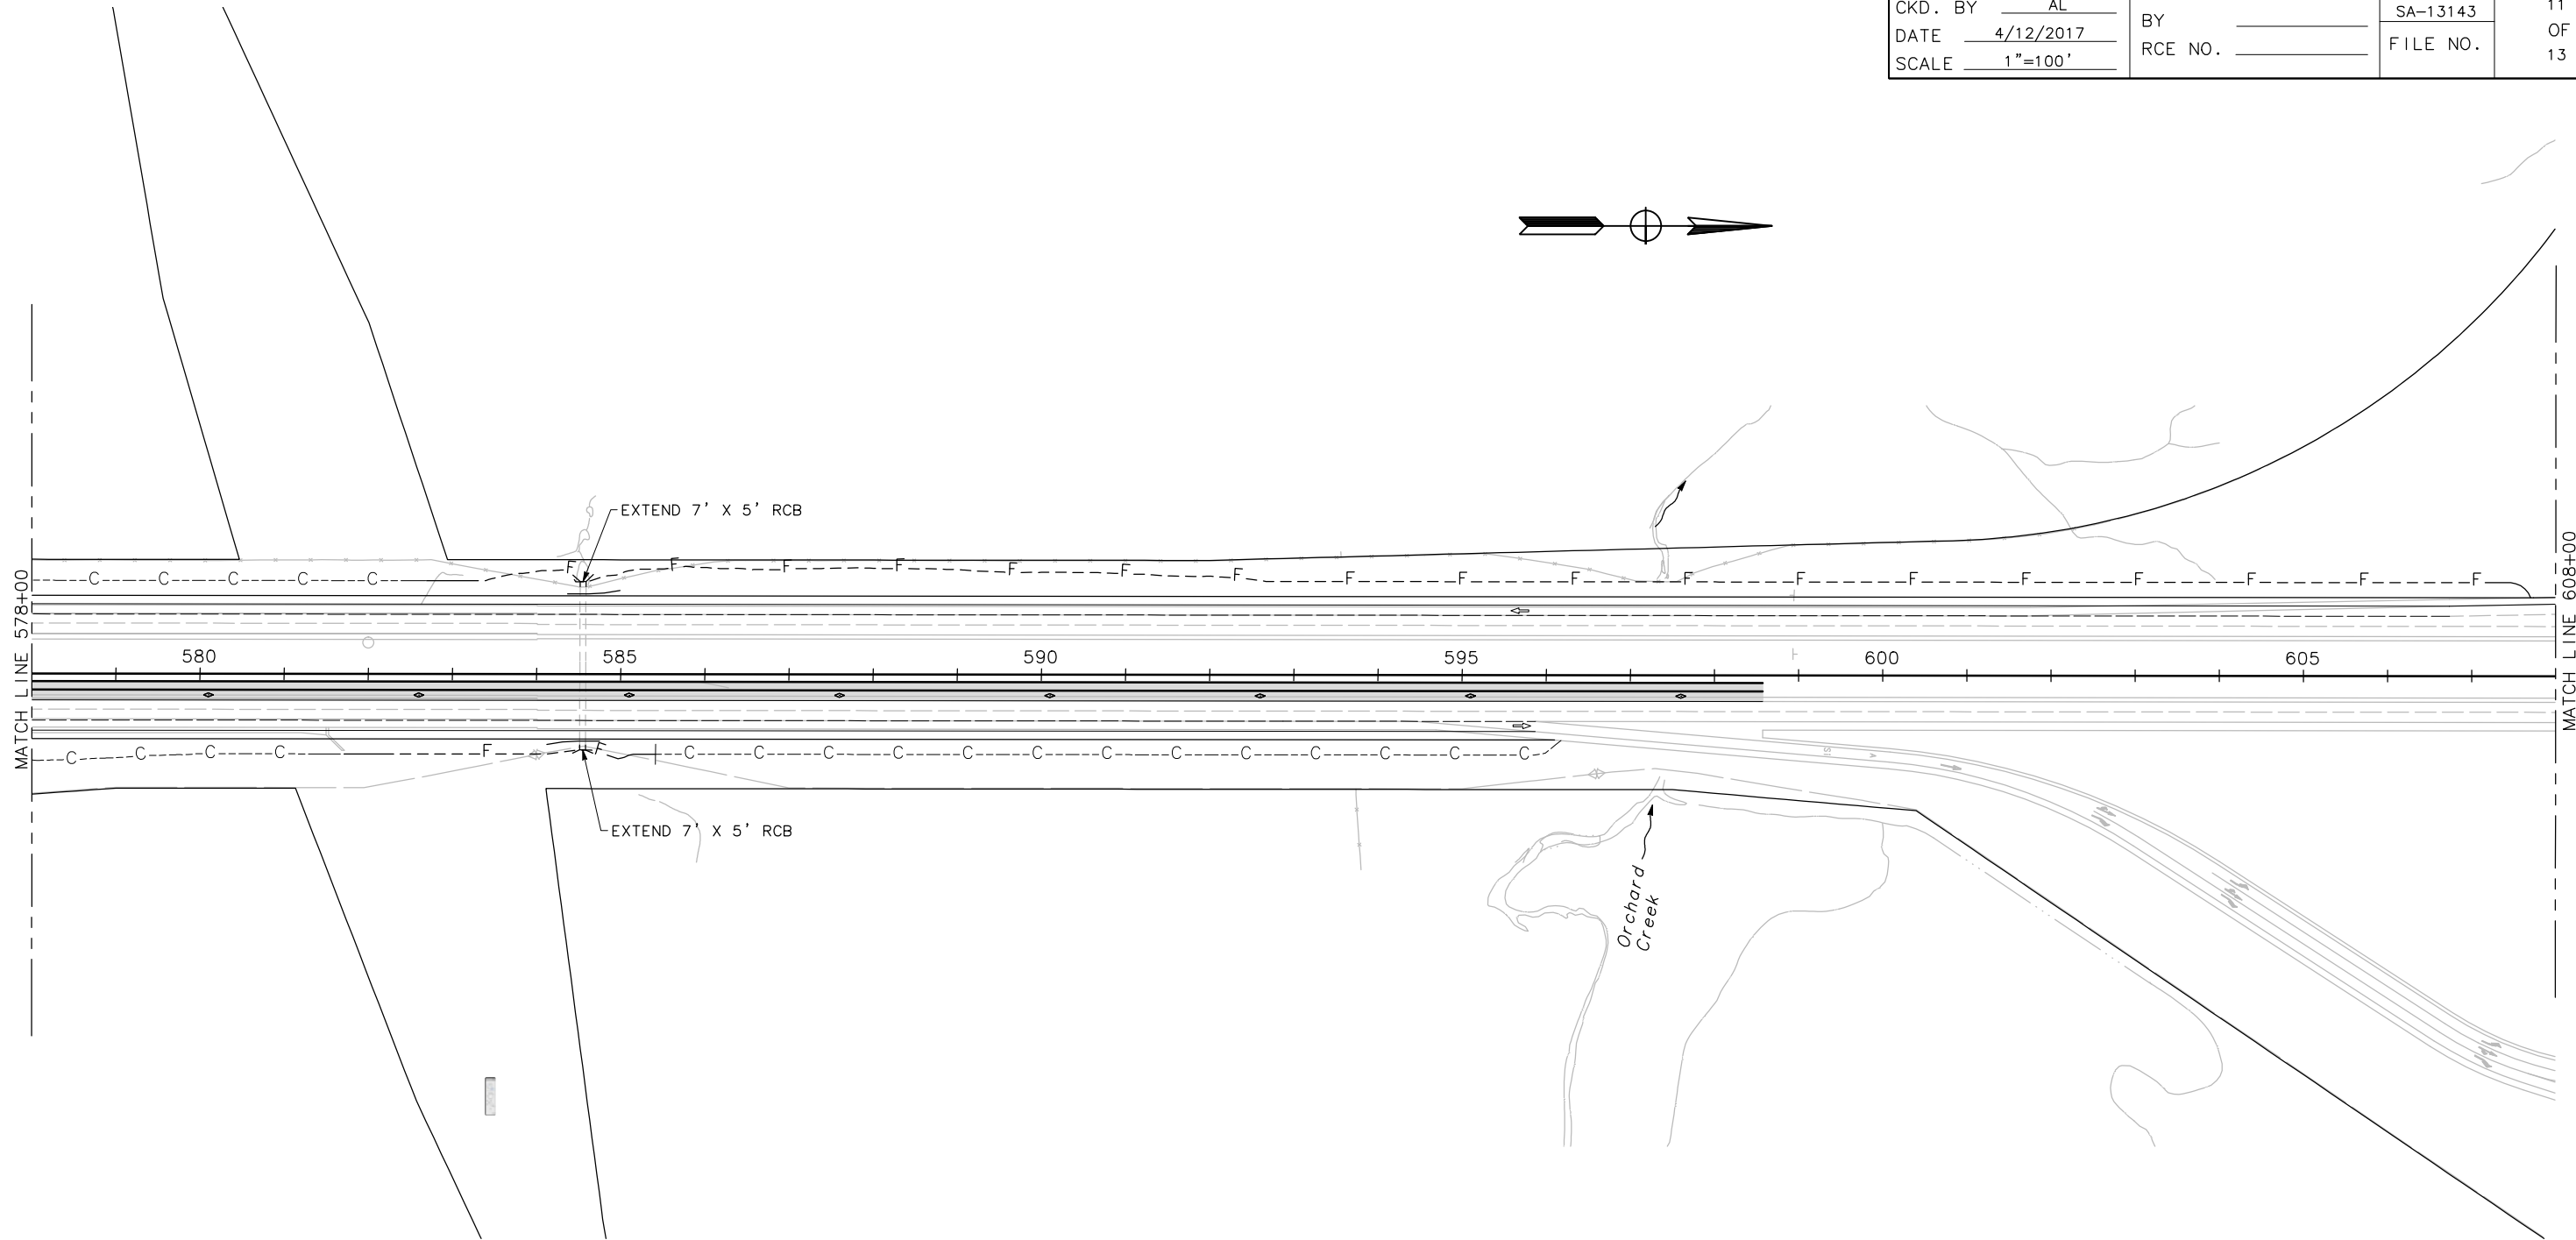 CKD. BY AL
DATE 4/12/2017
SCALE 1"=100'
BY
RCE NO.
SA-13143
FILE NO.
11
OF
13
EXTEND 7' X 5' RCB
C C C C C F F F F F F F F F F F F F F F F F F
MATCH LINE 578+00
MATCH LINE 608+00
580 585 590 595 600 605
C C C C F F C C C C C C C C C C C C C
EXTEND 7' X 5' RCB
Orchard
Creek